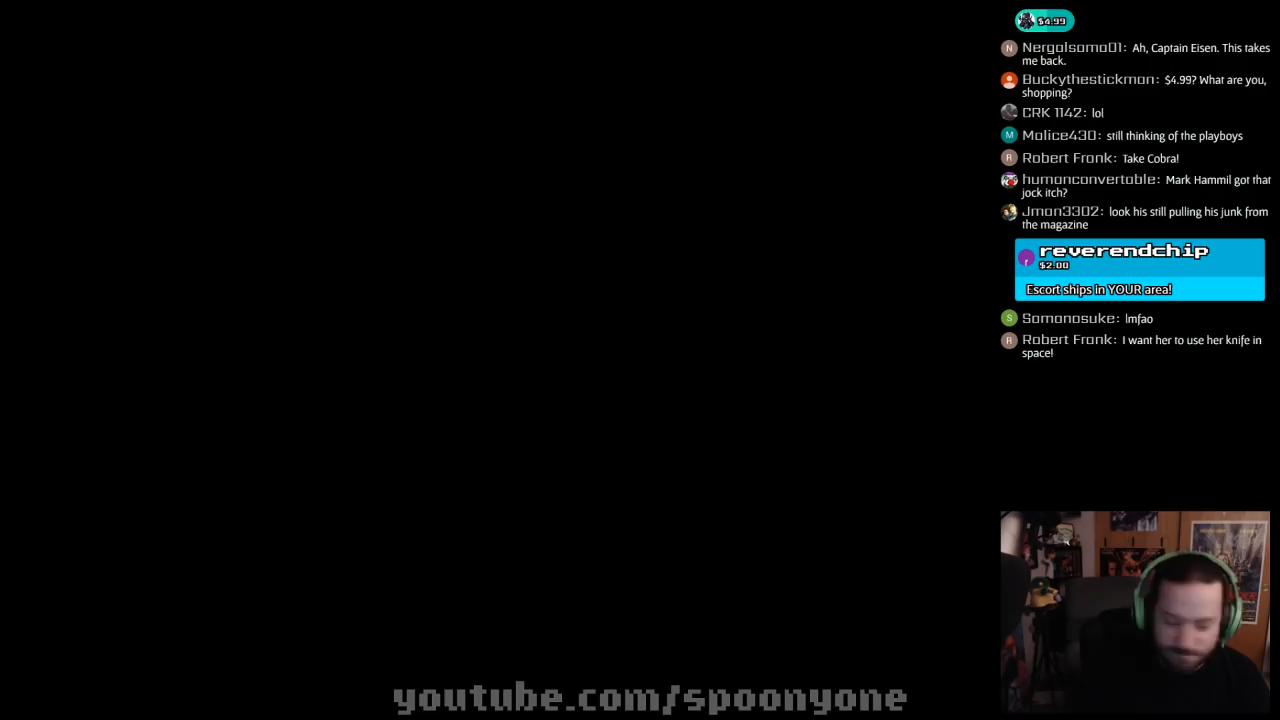 $4.99
N Nergalsama01: Ah, Captain Eisen. This takes
me back.
Buckythestickman: $4.99? What are you,
shopping?
CRK 1142: lol
M Malice430: still thinking of the playboys
R Robert Frank: Take Cobra!
humanconvertable: Mark Hammil got that
jock itch?
Jman3302: look his still pulling his junk from
the magazine
r reverendchip
$2.00
Escort ships in YOUR area!
S Samanosuke: lmfao
R Robert Frank: I want her to use her knife in
space!
youtube.com/spoonyone